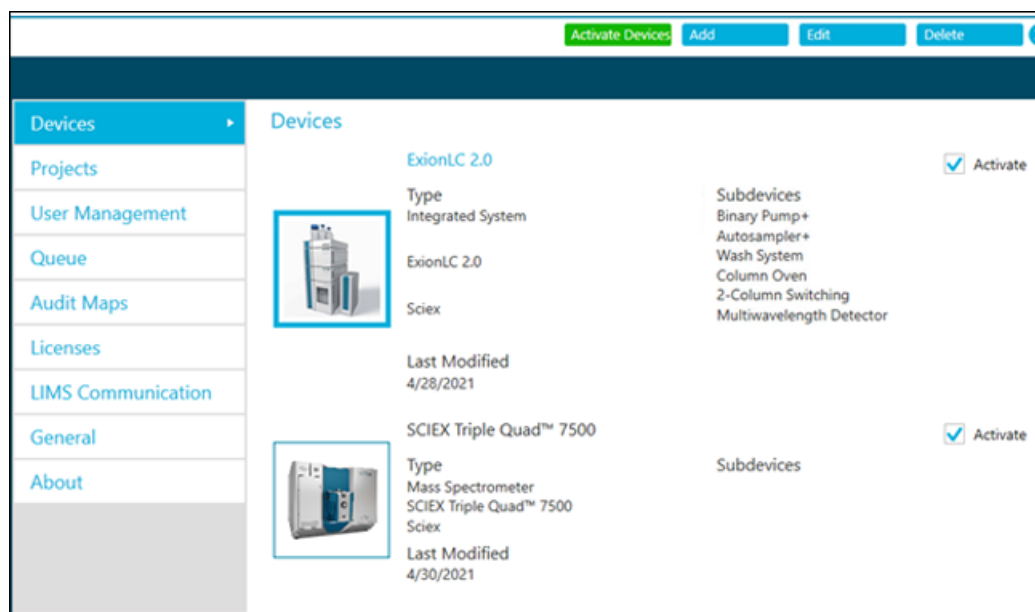 Activate Devices Add Edit Delete
Devices
Projects
User Management
Queue
Audit Maps
Licenses
LIMS Communication
General
About
Devices
ExionLC 2.0
Activate
Type
Integrated System
ExionLC 2.0
Sciex
Subdevices
Binary Pump+
Autosampler+
Wash System
Column Oven
2-Column Switching
Multiwavelength Detector
Last Modified
4/28/2021
SCIEX Triple Quad™ 7500
Activate
Type
Mass Spectrometer
SCIEX Triple Quad™ 7500
Sciex
Subdevices
Last Modified
4/30/2021